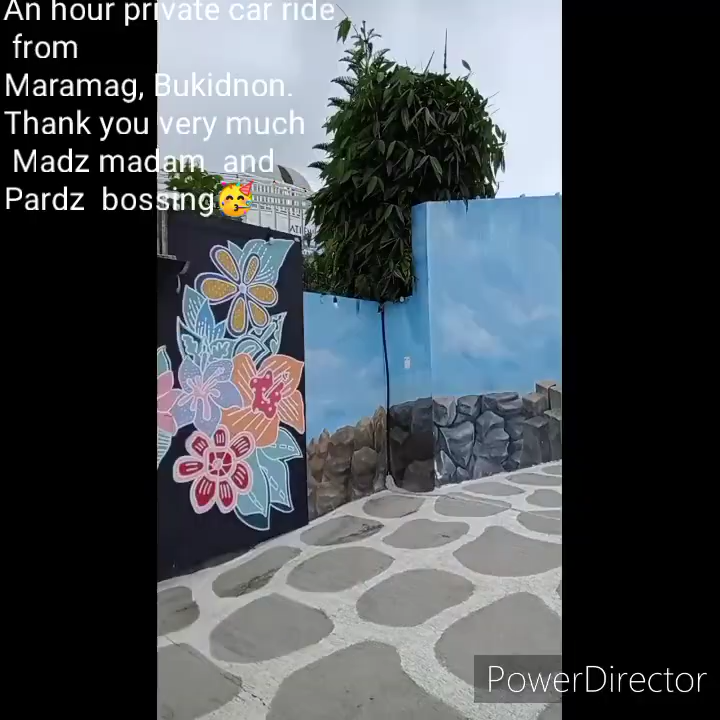 An hour private car ride
from
Maramag, Bukidnon.
Thank you very much
Madz madam and
Pardz bossing🥳
PowerDirector